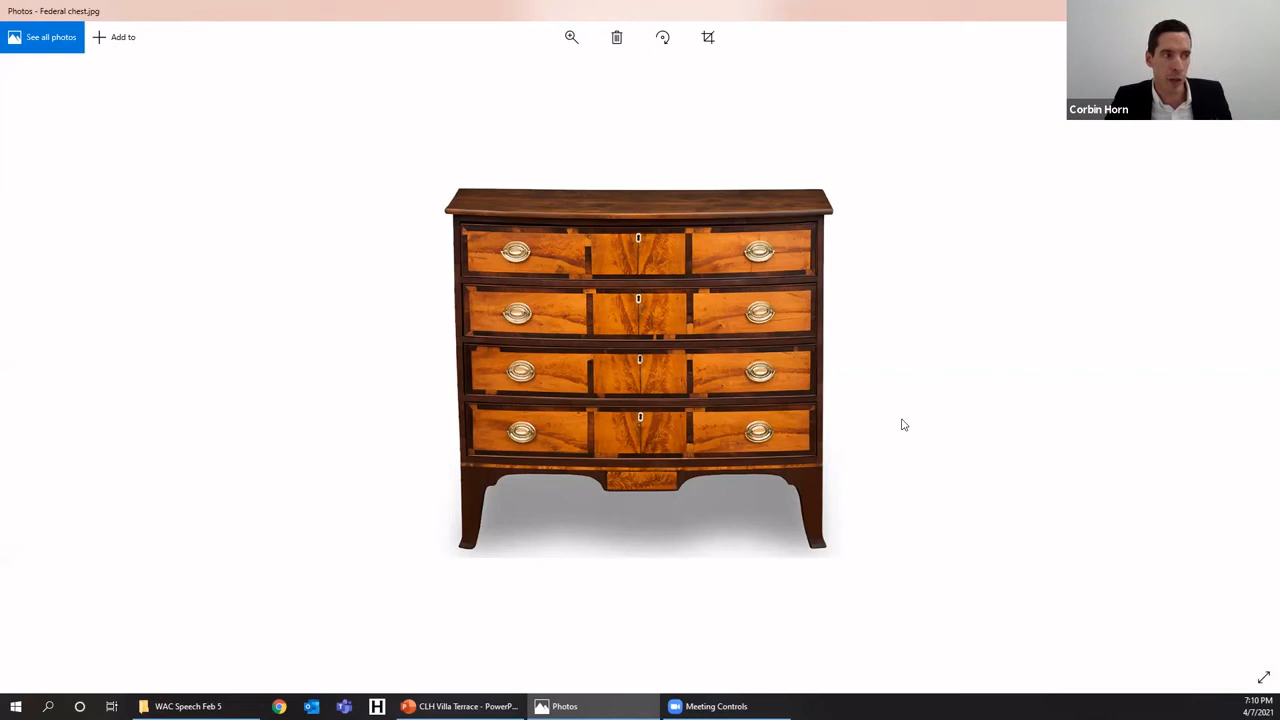 Photos - Federal chest.jpg
See all photos
Add to
Corbin Horn
WAC Speech Feb 5
H
CLH Villa Terrace - PowerP...
Photos
Meeting Controls
7:10 PM
4/7/2021